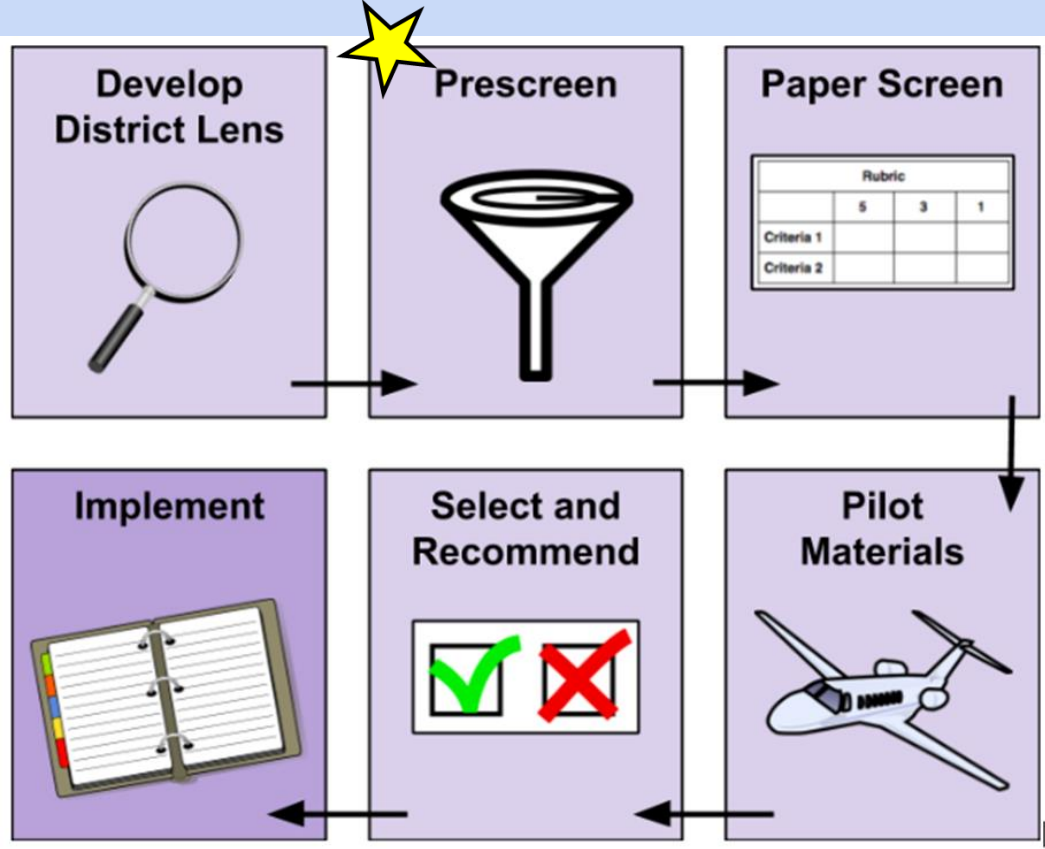 Develop
District Lens
Prescreen
Paper Screen
Rubric
5 3 1
Criteria 1
Criteria 2
Implement
Select and
Recommend
Pilot
Materials